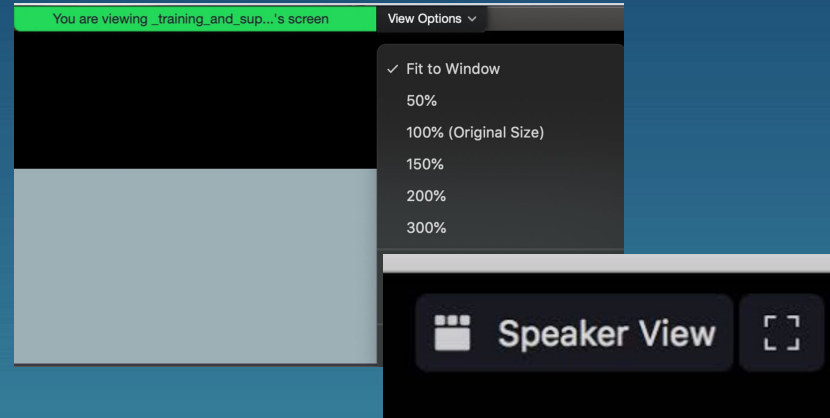 You are viewing _training_and_sup...'s screen
View Options
Fit to Window
50%
100% (Original Size)
150%
200%
300%
Speaker View